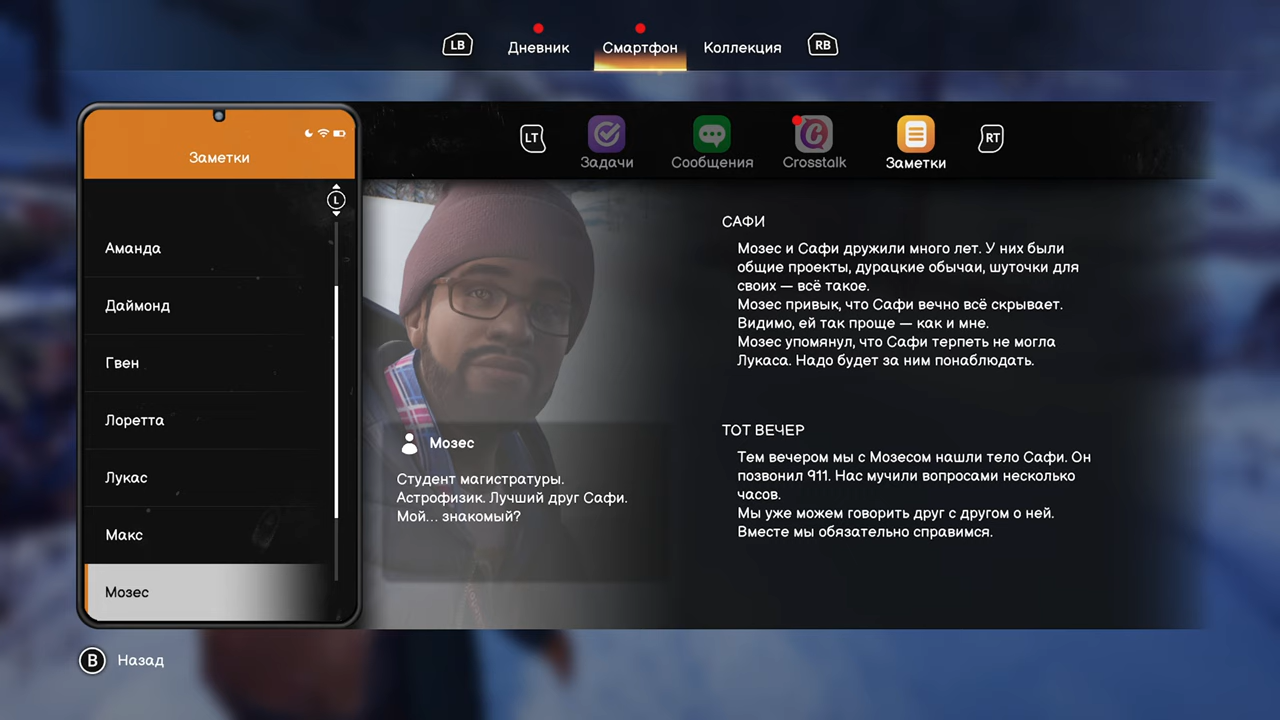 LB
Дневник
Смартфон
Коллекция
RB
Заметки
LT
Задачи
Сообщения
Crosstalk
Заметки
RT
L
Аманда
Даймонд
Гвен
Лоретта
Лукас
Макс
Мозес
Мозес
Студент магистратуры.
Астрофизик. Лучший друг Сафи.
Мой... знакомый?
САФИ
Мозес и Сафи дружили много лет. У них были
общие проекты, дурацкие обычаи, шуточки для
своих — всё такое.
Мозес привык, что Сафи вечно всё скрывает.
Видимо, ей так проще — как и мне.
Мозес упомянул, что Сафи терпеть не могла
Лукаса. Надо будет за ним понаблюдать.
ТОТ ВЕЧЕР
Тем вечером мы с Мозесом нашли тело Сафи. Он
позвонил 911. Нас мучили вопросами несколько
часов.
Мы уже можем говорить друг с другом о ней.
Вместе мы обязательно справимся.
B
Назад